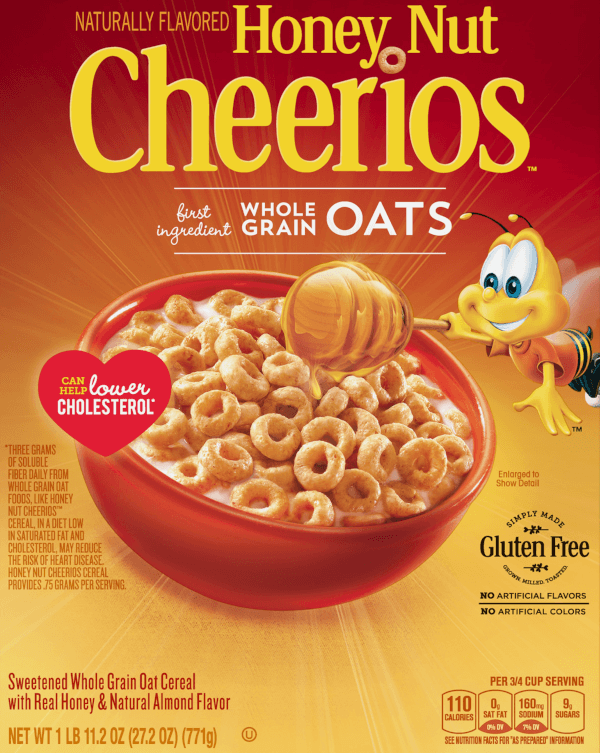 NATURALLY FLAVORED Honey Nut
Cheerios™
first ingredient WHOLE GRAIN OATS
CAN HELP lower
CHOLESTEROL*
*THREE GRAMS
OF SOLUBLE
FIBER DAILY FROM
WHOLE GRAIN OAT
FOODS, LIKE HONEY
NUT CHEERIOS™
CEREAL, IN A DIET LOW
IN SATURATED FAT AND
CHOLESTEROL, MAY REDUCE
THE RISK OF HEART DISEASE.
HONEY NUT CHEERIOS CEREAL
PROVIDES .75 GRAMS PER SERVING.
TM
Enlarged to
Show Detail
SIMPLY MADE
Gluten Free
GROWN, MILLED, TOASTED
NO ARTIFICIAL FLAVORS
NO ARTIFICIAL COLORS
Sweetened Whole Grain Oat Cereal
with Real Honey & Natural Almond Flavor
NET WT 1 LB 11.2 OZ (27.2 OZ) (771g)
U
PER 3/4 CUP SERVING
110 0g 160mg 9g
CALORIES SAT FAT SODIUM SUGARS
0% DV 7% DV
SEE NUTRITION FACTS FOR "AS PREPARED" INFORMATION